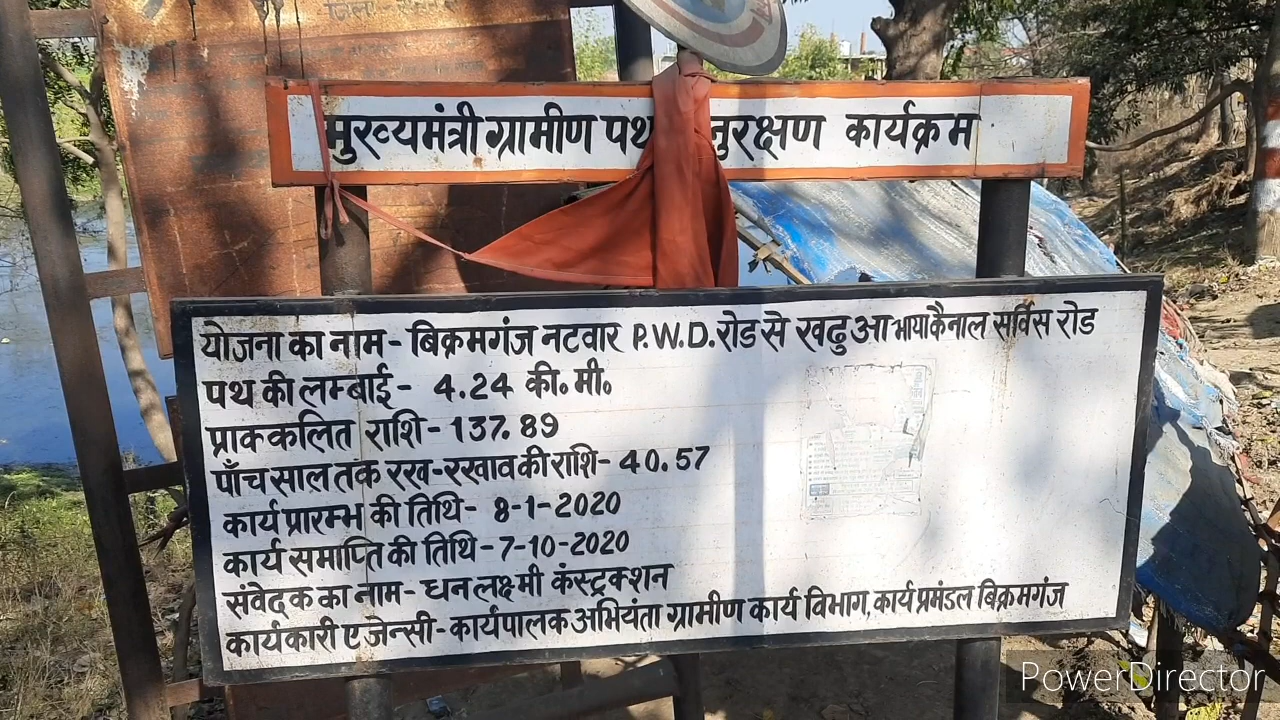 मुख्यमंत्री ग्रामीण पथ नुरक्षण कार्यक्रम
योजना का नाम - बिक्रमगंज नटवार P.W.D. रोड से खढुआ भाया कैनाल सर्विस रोड
पथ की लम्बाई - 4.24 की. मी.
प्राक्कलित राशि - 137.89
पाँच साल तक रख-रखाव की राशि - 40.57
कार्य प्रारम्भ की तिथि - 8-1-2020
कार्य समाप्ति की तिथि - 7-10-2020
संवेदक का नाम - धन लक्ष्मी कंस्ट्रक्शन
कार्यकारी एजेन्सी - कार्यपालक अभियंता ग्रामीण कार्य विभाग, कार्य प्रमंडल बिक्रमगंज
PowerDirector